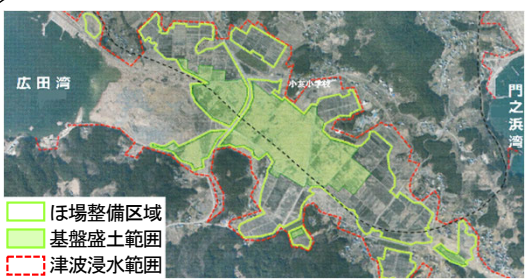 広田湾
小友小学校
門之浜湾
ほ場整備区域
基盤盛土範囲
津波浸水範囲